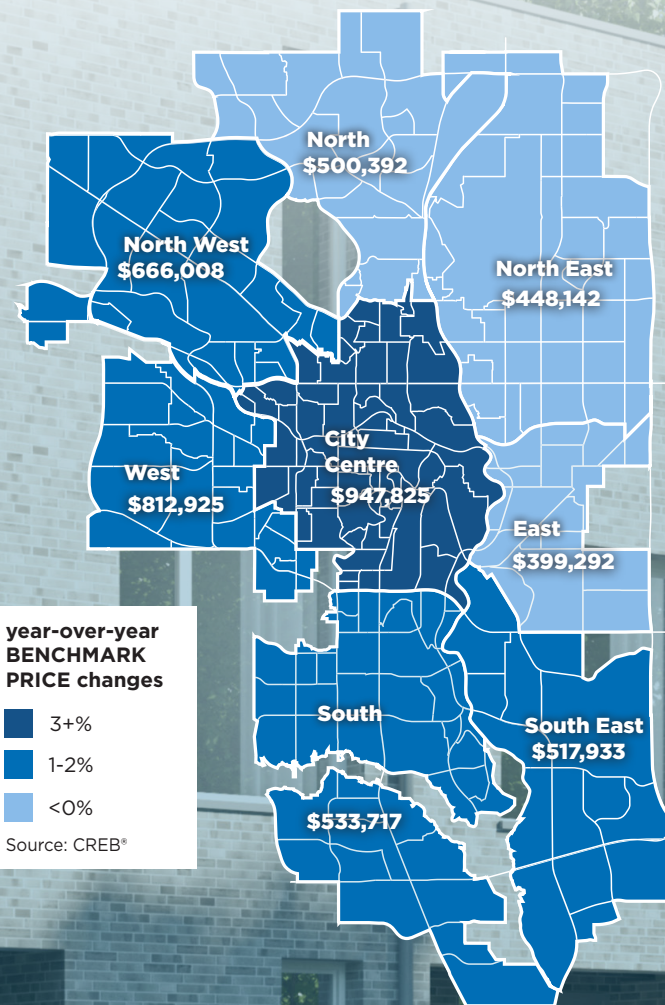 North
$500,392
North West
$666,008
North East
$448,142
City
Centre
$947,825
West
$812,925
East
$399,292
year-over-year
BENCHMARK
PRICE changes
3+%
1-2%
<0%
Source: CREB®
South
South East
$517,933
$533,717